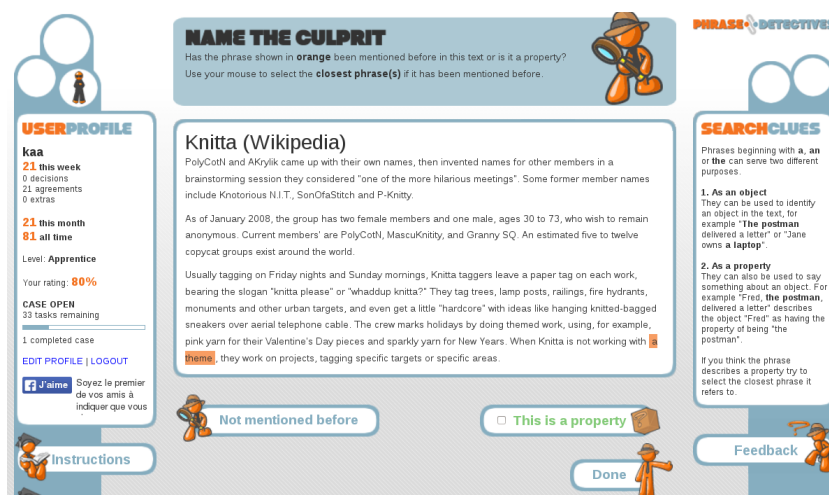 NAME THE CULPRIT
Has the phrase shown in orange been mentioned before in this text or is it a property?
Use your mouse to select the closest phrase(s) if it has been mentioned before.
PHRASE DETECTIVES
USERPROFILE
kaa
21 this week
0 decisions
21 agreements
0 extras
21 this month
81 all time
Level: Apprentice
Your rating: 80%
CASE OPEN
33 tasks remaining
1 completed case
EDIT PROFILE | LOGOUT
J'aime
Soyez le premier
de vos amis à
indiquer que vous
Instructions
Knitta (Wikipedia)
PolyCotN and AKrylik came up with their own names, then invented names for other members in a
brainstorming session they considered "one of the more hilarious meetings". Some former member names
include Knotorious N.I.T., SonOfaStitch and P-Knitty.
As of January 2008, the group has two female members and one male, ages 30 to 73, who wish to remain
anonymous. Current members' are PolyCotN, MascuKnitity, and Granny SQ. An estimated five to twelve
copycat groups exist around the world.
Usually tagging on Friday nights and Sunday mornings, Knitta taggers leave a paper tag on each work,
bearing the slogan "knitta please" or "whaddup knitta?" They tag trees, lamp posts, railings, fire hydrants,
monuments and other urban targets, and even get a little "hardcore" with ideas like hanging knitted-bagged
sneakers over aerial telephone cable. The crew marks holidays by doing themed work, using, for example,
pink yarn for their Valentine's Day pieces and sparkly yarn for New Years. When Knitta is not working with a
theme , they work on projects, tagging specific targets or specific areas.
Not mentioned before
This is a property
Done
SEARCHCLUES
Phrases beginning with a, an
or the can serve two different
purposes.
1. As an object
They can be used to identify
an object in the text, for
example "The postman
delivered a letter" or "Jane
owns a laptop".
2. As a property
They can also be used to say
something about an object. For
example "Fred, the postman,
delivered a letter" describes
the object "Fred" as having the
property of being "the
postman".
If you think the phrase
describes a property try to
select the closest phrase it
refers to.
Feedback